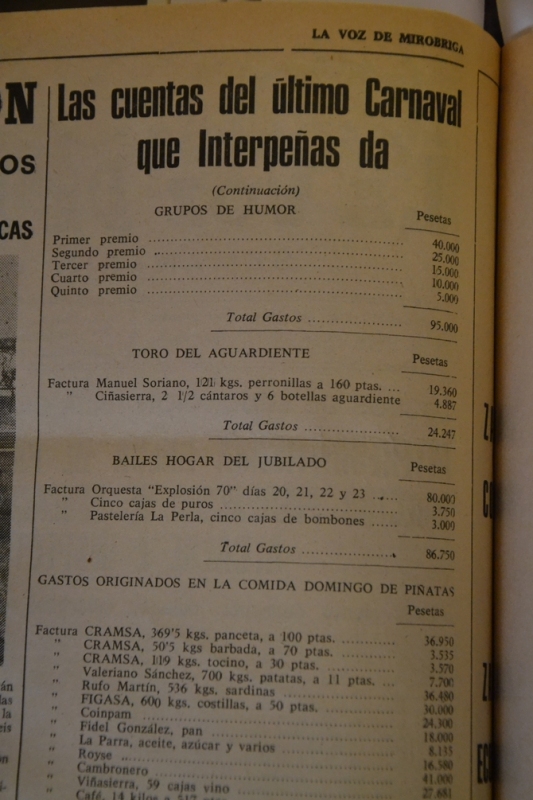 LA VOZ DE MIROBRIGA
ON
OS
CAS
Las cuentas del último Carnaval
que Interpeñas da
(Continuación)
GRUPOS DE HUMOR
Pesetas
Primer premio ........ 40.000
Segundo premio ........ 25.000
Tercer premio ........ 15.000
Cuarto premio ........ 10.000
Quinto premio ........ 5.000
Total Gastos ........ 95.000
TORO DEL AGUARDIENTE
Pesetas
Factura Manuel Soriano, 121 kgs. perronillas a 160 ptas. ... 19.360
" Ciñasierra, 2 1/2 cántaros y 6 botellas aguardiente 4.887
Total Gastos ........ 24.247
BAILES HOGAR DEL JUBILADO
Pesetas
Factura Orquesta "Explosión 70" días 20, 21, 22 y 23 ...... 80.000
" Cinco cajas de puros ........ 3.750
" Pastelería La Perla, cinco cajas de bombones ...... 3.000
Total Gastos ........ 86.750
GASTOS ORIGINADOS EN LA COMIDA DOMINGO DE PIÑATAS
Pesetas
Factura CRAMSA, 369'5 kgs. panceta, a 100 ptas. ........ 36.950
" CRAMSA, 50'5 kgs barbada, a 70 ptas. ........ 3.535
" CRAMSA, 119 kgs. tocino, a 30 ptas. ........ 3.570
" Valeriano Sánchez, 700 kgs. patatas, a 11 ptas. ... 7.700
" Rufo Martín, 536 kgs. sardinas ........ 36.480
" FIGASA, 600 kgs. costillas, a 50 ptas. ........ 30.000
" Coinpam ........ 24.300
" Fidel González, pan ........ 18.000
" La Parra, aceite, azúcar y varios ........ 8.135
" Royse ........ 16.580
" Cambronero ........ 41.000
" Viñasierra, 59 cajas vino ........ 27.681
" Café, 14 kilos a